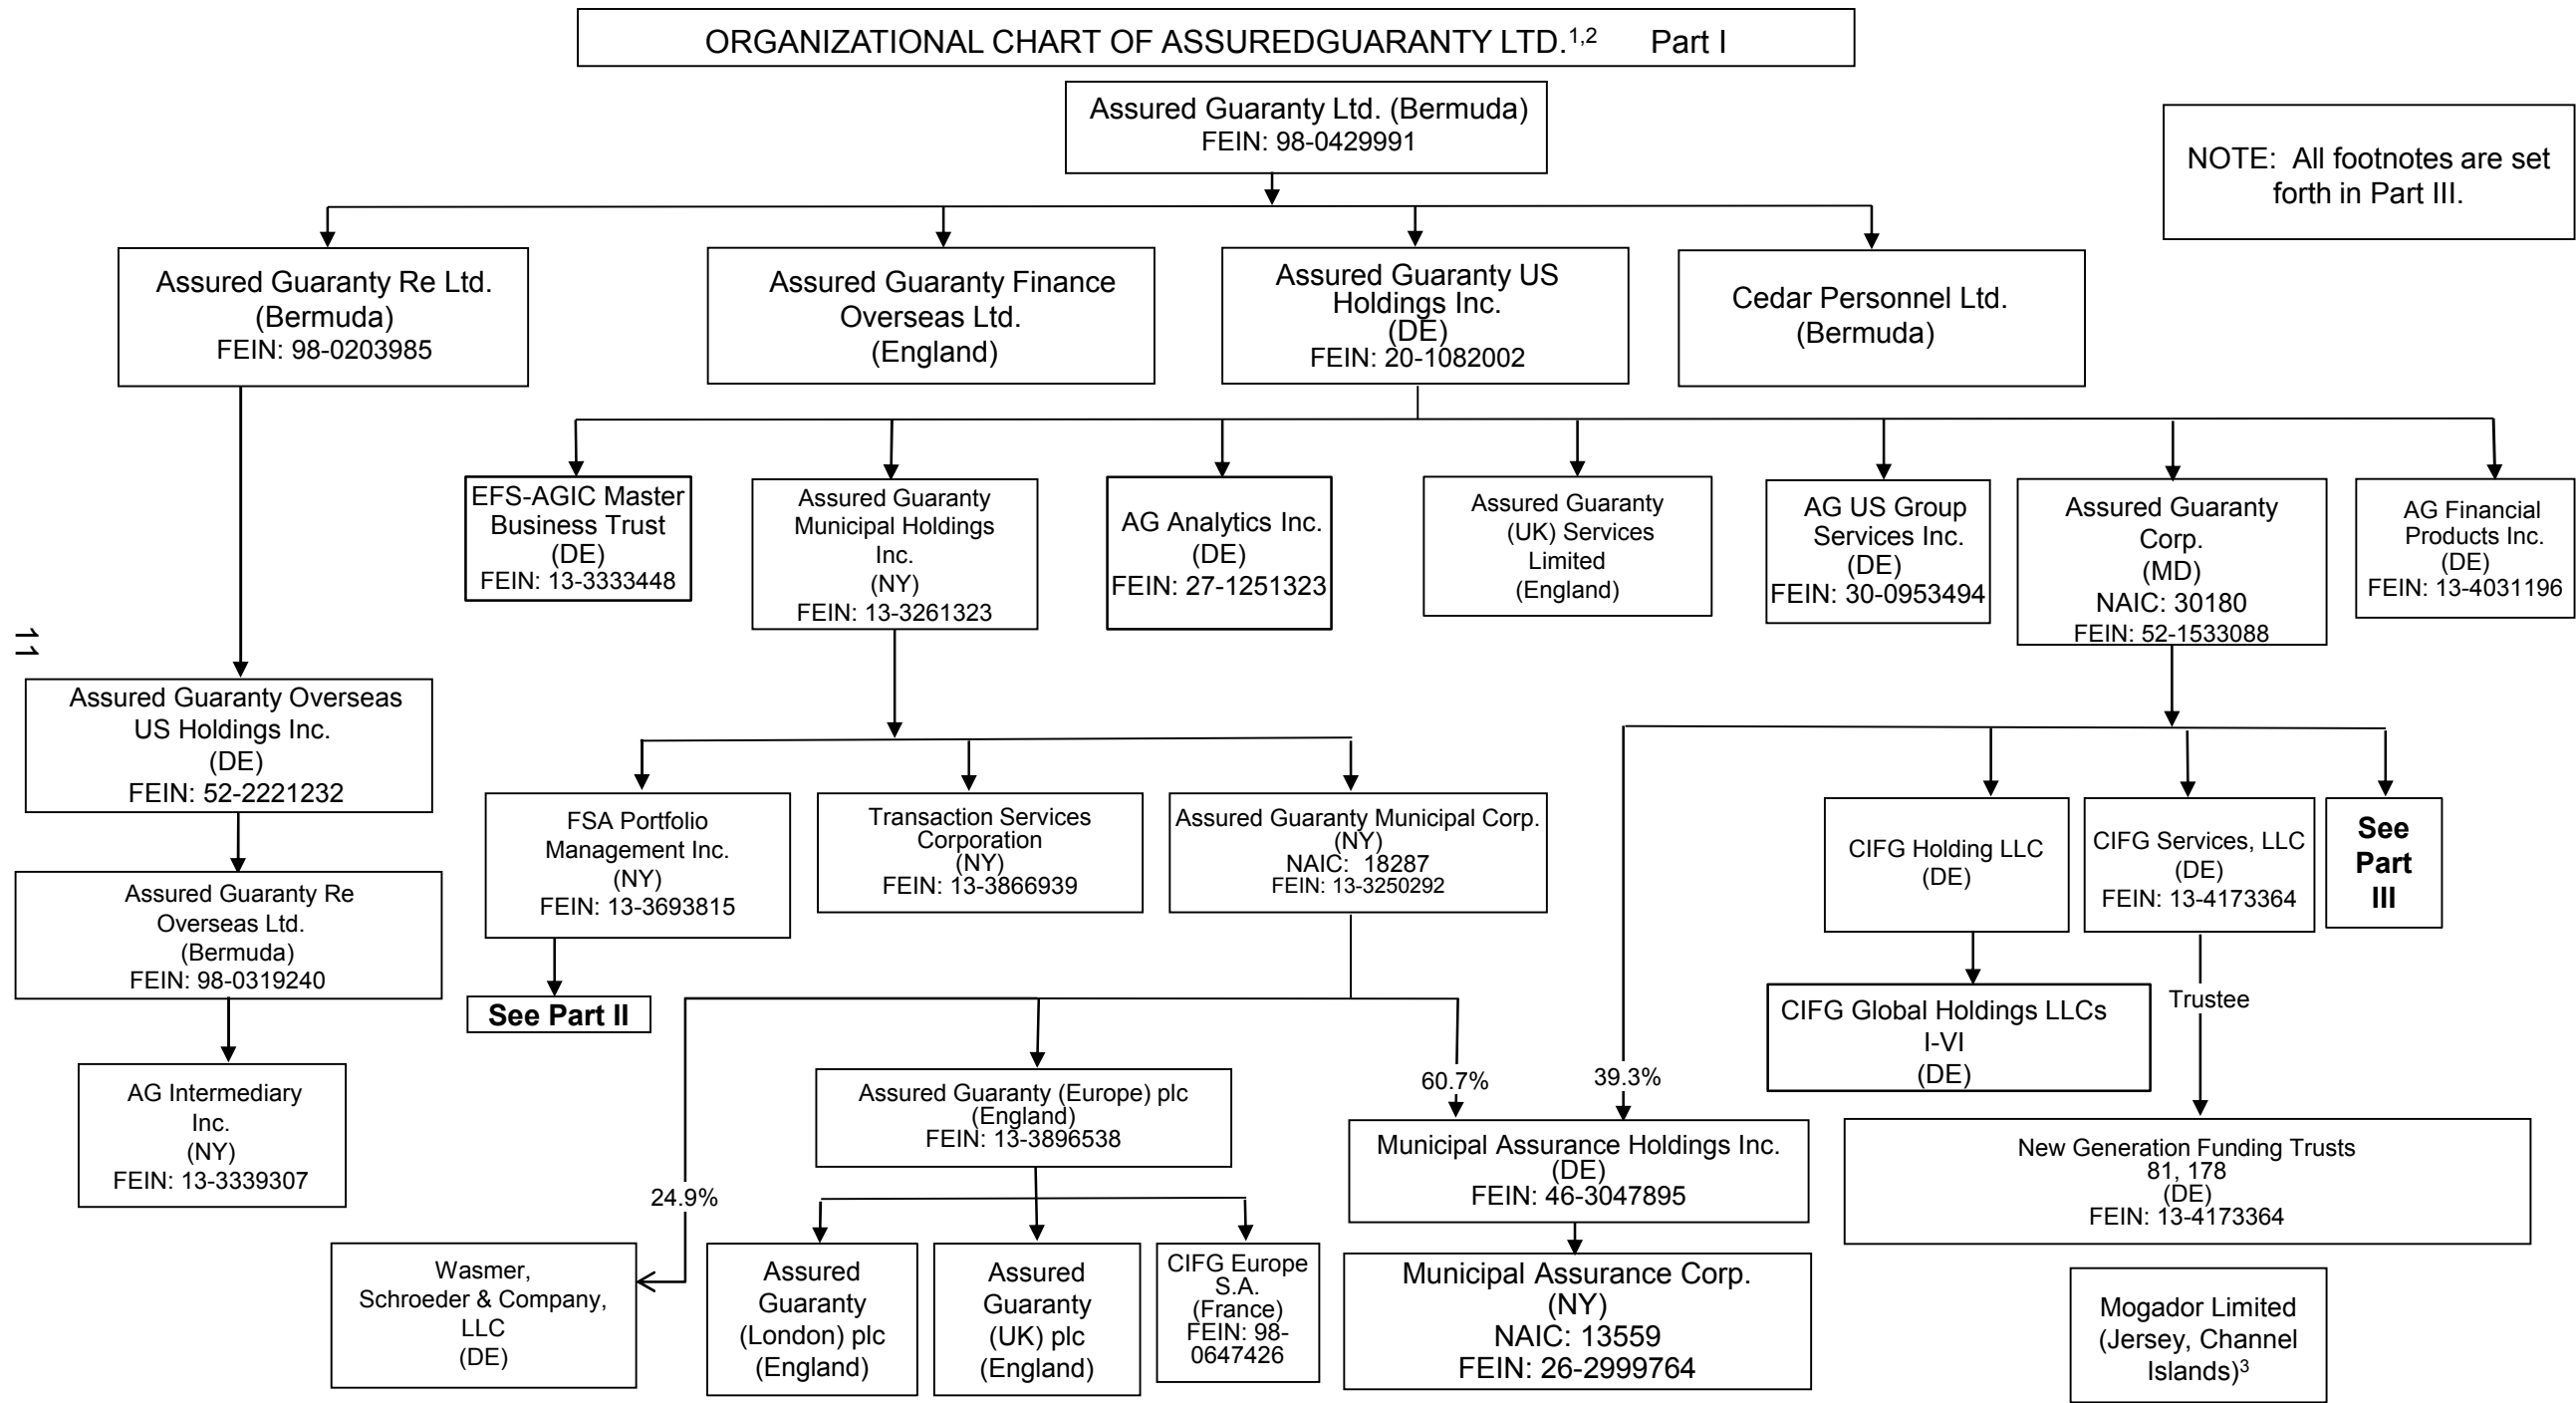 ORGANIZATIONAL CHART OF ASSUREDGUARANTY LTD.1,2 Part I
Assured Guaranty Ltd. (Bermuda)
FEIN: 98-0429991
NOTE: All footnotes are set
forth in Part III.
Assured Guaranty Re Ltd.
(Bermuda)
FEIN: 98-0203985
Assured Guaranty Finance
Overseas Ltd.
(England)
Assured Guaranty US
Holdings Inc.
(DE)
FEIN: 20-1082002
Cedar Personnel Ltd.
(Bermuda)
EFS-AGIC Master
Business Trust
(DE)
FEIN: 13-3333448
Assured Guaranty
Municipal Holdings
Inc.
(NY)
FEIN: 13-3261323
AG Analytics Inc.
(DE)
FEIN: 27-1251323
Assured Guaranty
(UK) Services
Limited
(England)
AG US Group
Services Inc.
(DE)
FEIN: 30-0953494
Assured Guaranty
Corp.
(MD)
NAIC: 30180
FEIN: 52-1533088
AG Financial
Products Inc.
(DE)
FEIN: 13-4031196
11
Assured Guaranty Overseas
US Holdings Inc.
(DE)
FEIN: 52-2221232
FSA Portfolio
Management Inc.
(NY)
FEIN: 13-3693815
Transaction Services
Corporation
(NY)
FEIN: 13-3866939
Assured Guaranty Municipal Corp.
(NY)
NAIC: 18287
FEIN: 13-3250292
CIFG Holding LLC
(DE)
CIFG Services, LLC
(DE)
FEIN: 13-4173364
See
Part
III
Assured Guaranty Re
Overseas Ltd.
(Bermuda)
FEIN: 98-0319240
See Part II
CIFG Global Holdings LLCs
I-VI
(DE)
Trustee
AG Intermediary
Inc.
(NY)
FEIN: 13-3339307
Assured Guaranty (Europe) plc
(England)
FEIN: 13-3896538
60.7%
39.3%
Municipal Assurance Holdings Inc.
(DE)
FEIN: 46-3047895
New Generation Funding Trusts
81, 178
(DE)
FEIN: 13-4173364
24.9%
Wasmer,
Schroeder & Company,
LLC
(DE)
Assured
Guaranty
(London) plc
(England)
Assured
Guaranty
(UK) plc
(England)
CIFG Europe
S.A.
(France)
FEIN: 98-
0647426
Municipal Assurance Corp.
(NY)
NAIC: 13559
FEIN: 26-2999764
Mogador Limited
(Jersey, Channel
Islands)3